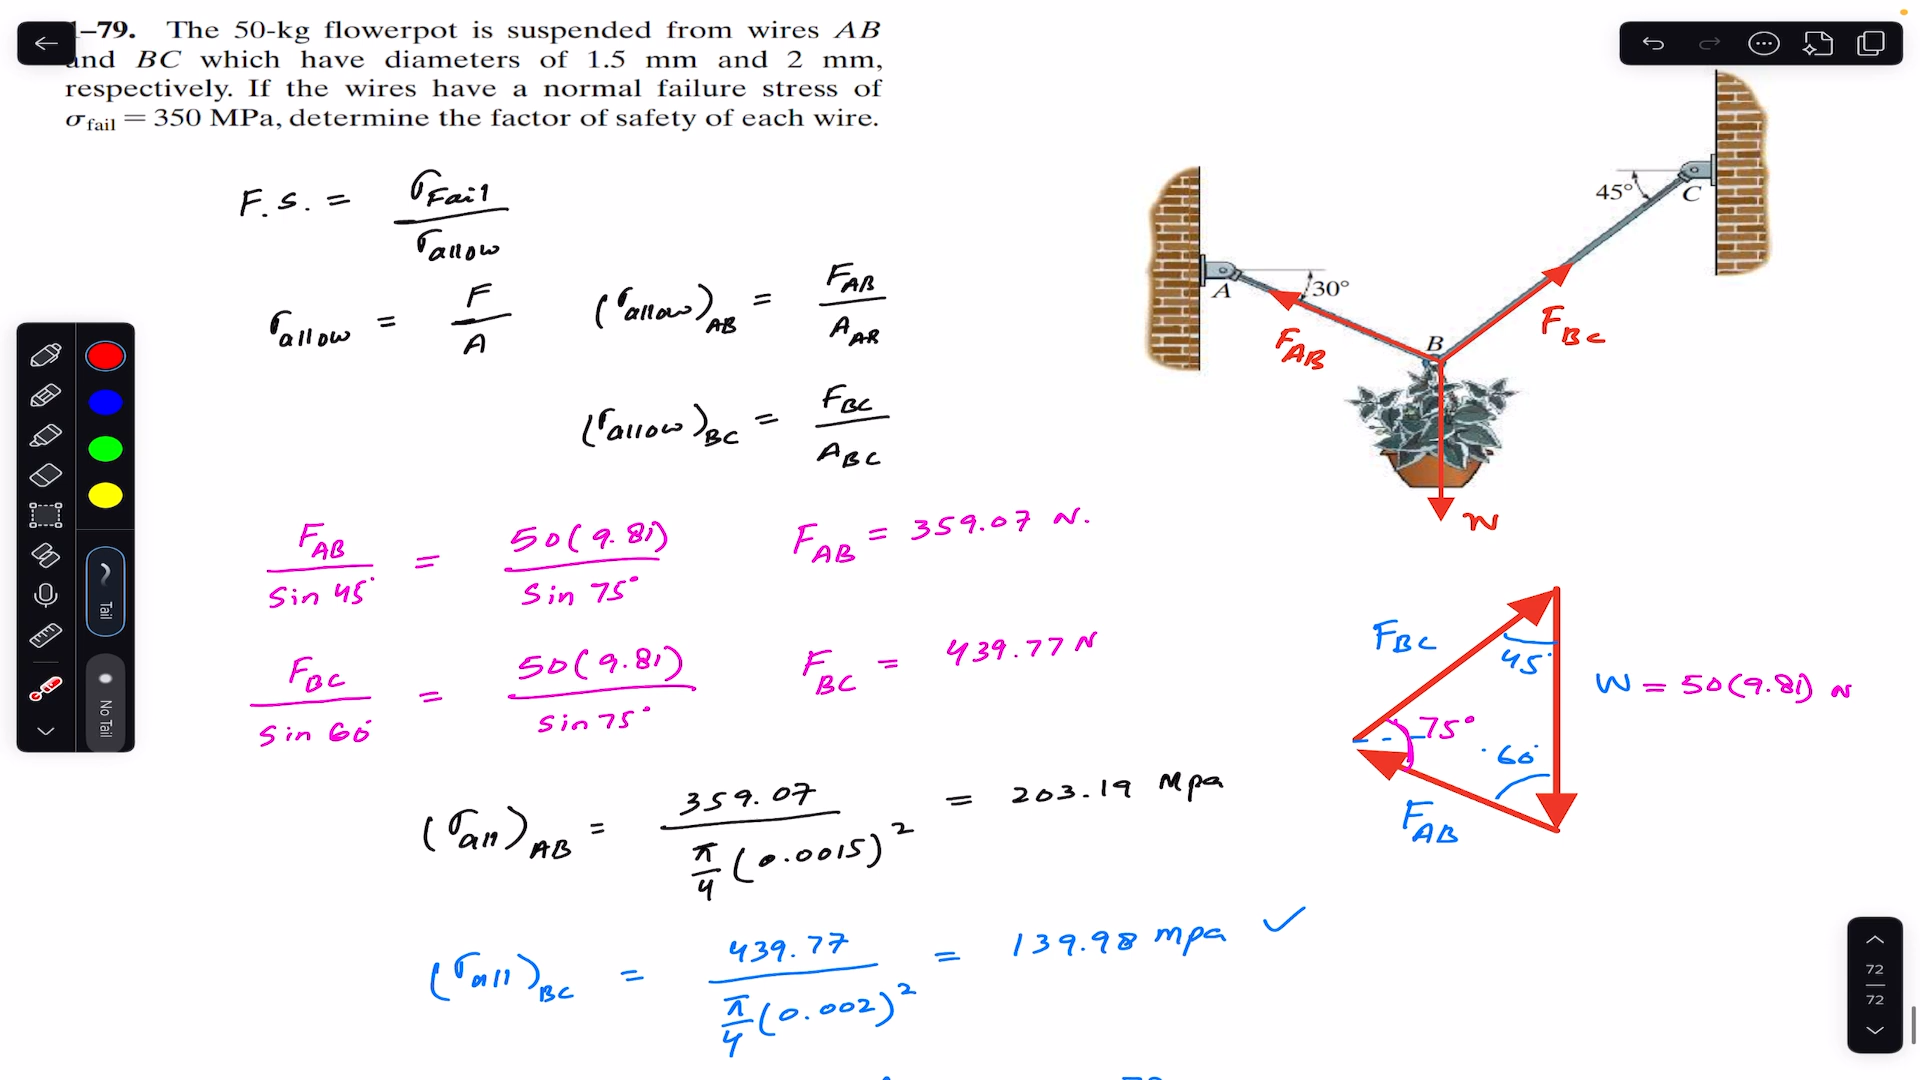 –79. The 50-kg flowerpot is suspended from wires AB
and BC which have diameters of 1.5 mm and 2 mm,
respectively. If the wires have a normal failure stress of
σfail = 350 MPa, determine the factor of safety of each wire.
F.S. = σFail / σallow
σallow = F / A
(σallow)AB = FAB / AAB
(σallow)BC = FBC / ABC
FAB / sin 45° = 50(9.81) / sin 75°
FAB = 359.07 N.
FBC / sin 60° = 50(9.81) / sin 75°
FBC = 439.77 N
(σall)AB = 359.07 / π/4 (0.0015)² = 203.19 Mpa
(σall)BC = 439.77 / π/4 (0.002)² = 139.98 mpa ✓
45°
C
A
30°
B
FAB
FBC
W
FBC
45°
W = 50(9.81) N
75°
60°
FAB
Tail
No Tail
72
72